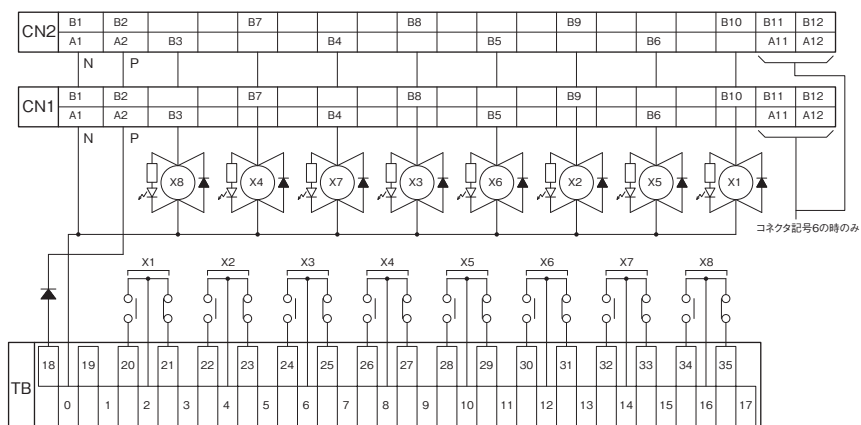 CN2 B1 B2 B7 B8 B9 B10 B11 B12
A1 A2 B3 B4 B5 B6 A11 A12
N P
CN1 B1 B2 B7 B8 B9 B10 B11 B12
A1 A2 B3 B4 B5 B6 A11 A12
N P
X8 X4 X7 X3 X6 X2 X5 X1
コネクタ記号6の時のみ
X1 X2 X3 X4 X5 X6 X7 X8
TB
18 19 20 21 22 23 24 25 26 27 28 29 30 31 32 33 34 35
0 1 2 3 4 5 6 7 8 9 10 11 12 13 14 15 16 17